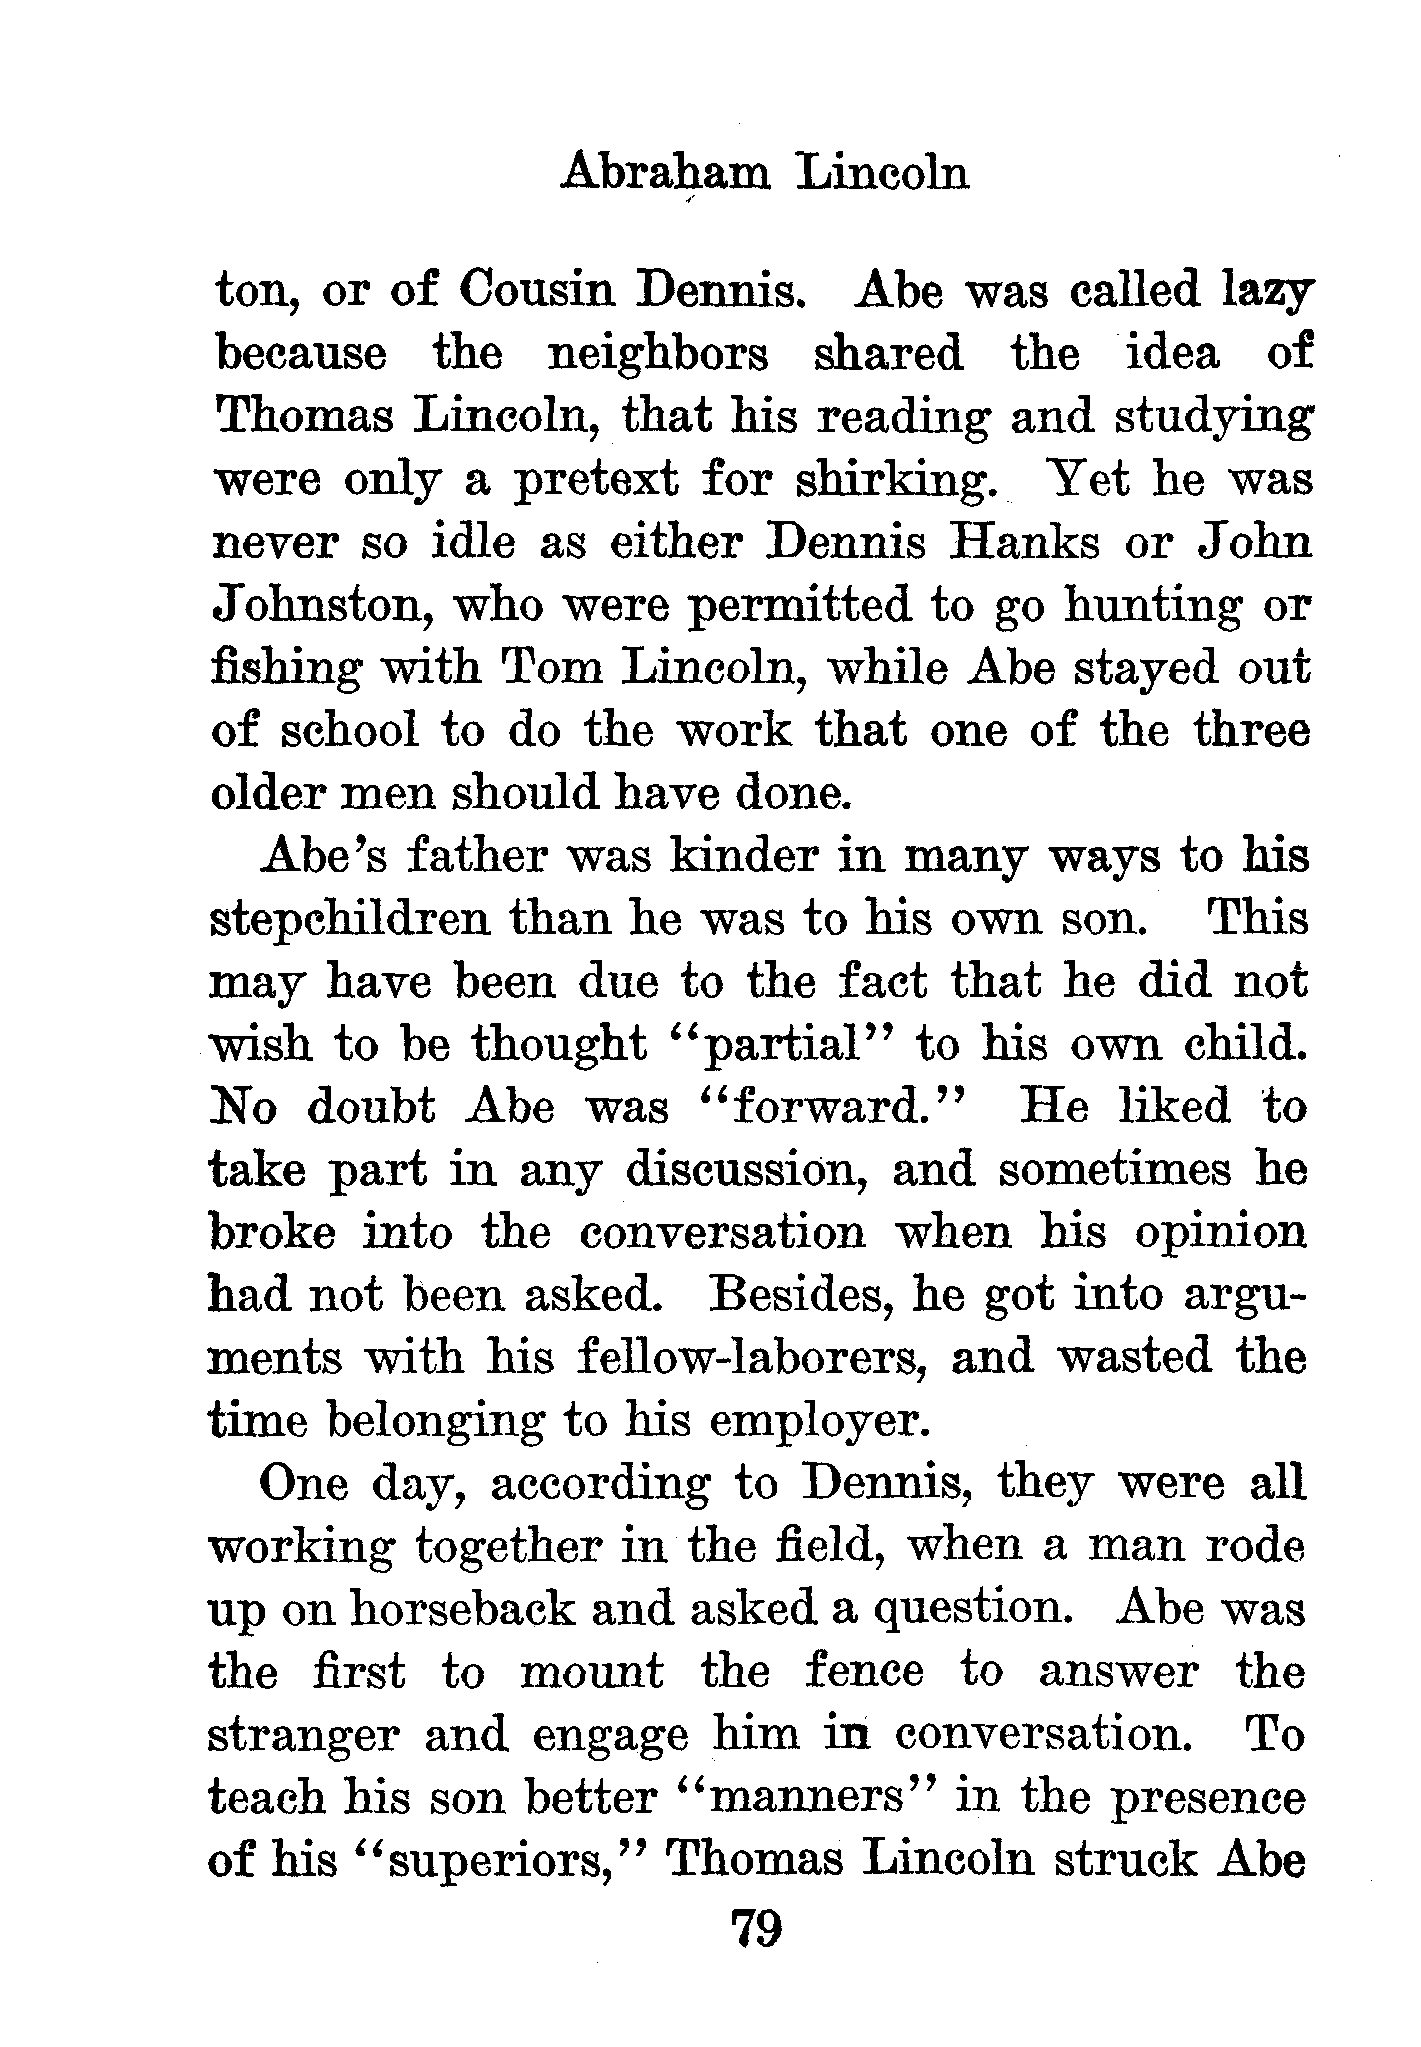 Abraham Lincoln
ton, or of Cousin Dennis. Abe was called lazy
because the neighbors shared the idea of
Thomas Lincoln, that his reading and studying
were only a pretext for shirking. Yet he was
never so idle as either Dennis Hanks or John
Johnston, who were permitted to go hunting or
fishing with Tom Lincoln, while Abe stayed out
of school to do the work that one of the three
older men should have done.
Abe's father was kinder in many ways to his
stepchildren than he was to his own son. This
may have been due to the fact that he did not
wish to be thought "partial" to his own child.
No doubt Abe was "forward." He liked to
take part in any discussion, and sometimes he
broke into the conversation when his opinion
had not been asked. Besides, he got into argu-
ments with his fellow-laborers, and wasted the
time belonging to his employer.
One day, according to Dennis, they were all
working together in the field, when a man rode
up on horseback and asked a question. Abe was
the first to mount the fence to answer the
stranger and engage him in conversation. To
teach his son better "manners" in the presence
of his "superiors," Thomas Lincoln struck Abe
79